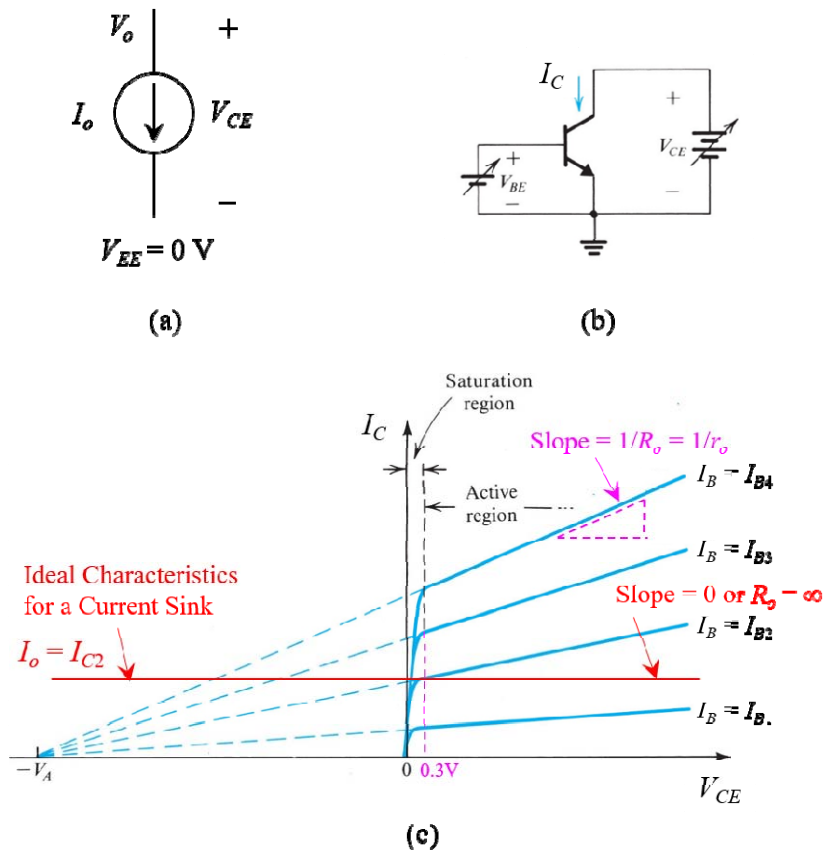 V_o +
I_o V_CE
−
V_EE = 0 V
(a)
I_C
+
V_BE
−
+
V_CE
−
(b)
Saturation
region
I_C
Slope = 1/R_o = 1/r_o
Active
region
I_B = I_B4
I_B = I_B3
Ideal Characteristics
for a Current Sink
I_o = I_C2
Slope = 0 or R_o = ∞
I_B = I_B2
−V_A
0
0.3V
V_CE
(c)